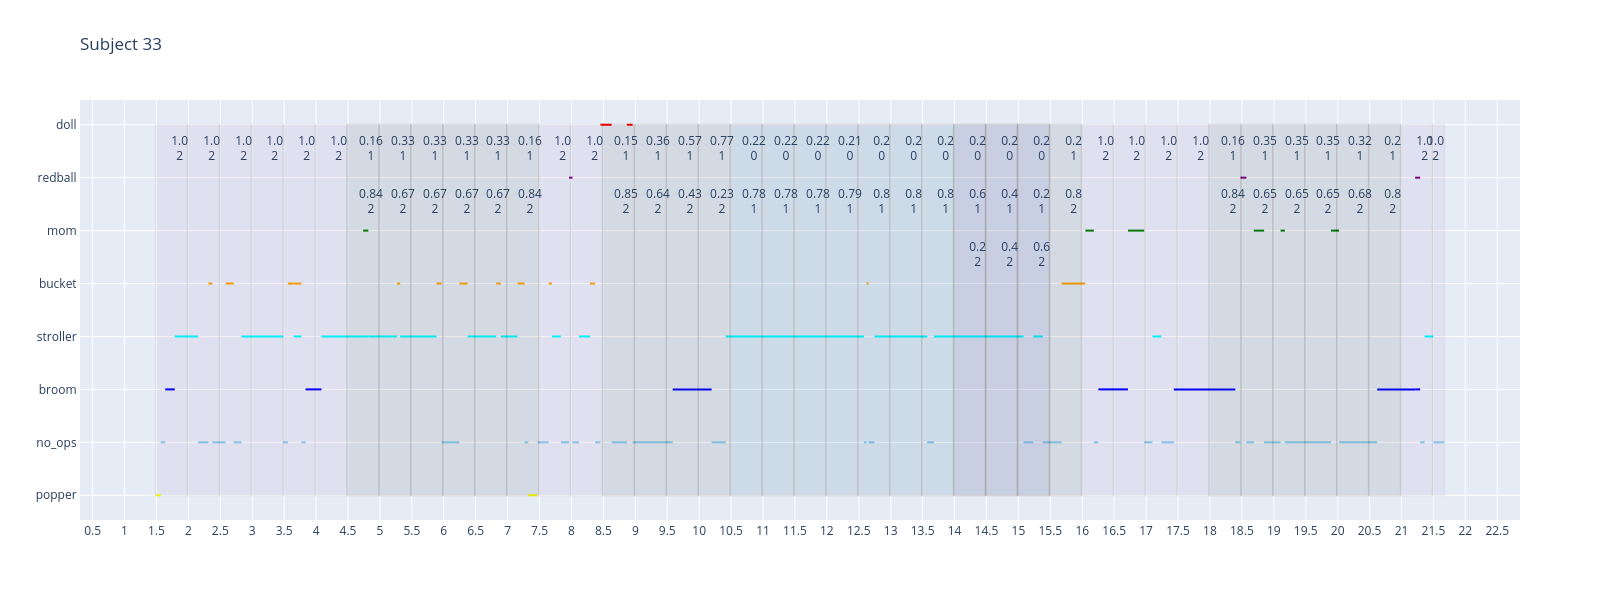 Subject 33
doll
1.0 1.0 1.0 1.0 1.0 1.0 0.16 0.33 0.33 0.33 0.33 0.16 1.0 1.0 0.15 0.36 0.57 0.77 0.22 0.22 0.22 0.21 0.2 0.2 0.2 0.2 0.2 0.2 0.2 1.0 1.0 1.0 1.0 0.16 0.35 0.35 0.35 0.32 0.2 1.0 1.0
2 2 2 2 2 2 1 1 1 1 1 1 2 2 1 1 1 1 0 0 0 0 0 0 0 0 0 0 1 2 2 2 2 1 1 1 1 1 1 2 2
redball
0.84 0.67 0.67 0.67 0.67 0.84 0.85 0.64 0.43 0.23 0.78 0.78 0.78 0.79 0.8 0.8 0.8 0.6 0.4 0.2 0.8 0.84 0.65 0.65 0.65 0.68 0.8
2 2 2 2 2 2 2 2 2 2 1 1 1 1 1 1 1 1 1 1 2 2 2 2 2 2 2
mom
0.2 0.4 0.6
2 2 2
bucket
stroller
broom
no_ops
popper
0.5 1 1.5 2 2.5 3 3.5 4 4.5 5 5.5 6 6.5 7 7.5 8 8.5 9 9.5 10 10.5 11 11.5 12 12.5 13 13.5 14 14.5 15 15.5 16 16.5 17 17.5 18 18.5 19 19.5 20 20.5 21 21.5 22 22.5